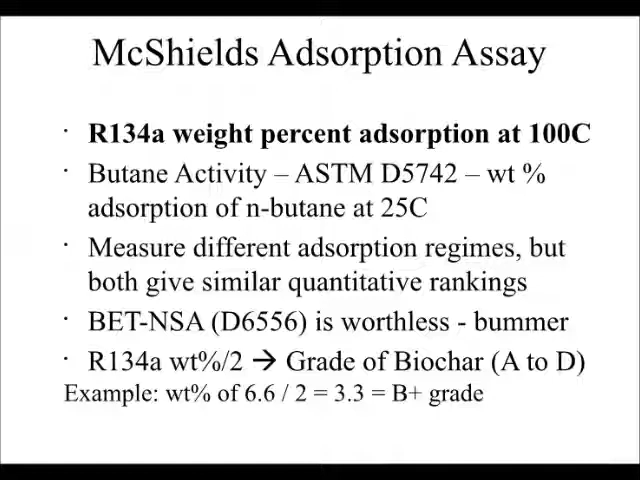 McShields Adsorption Assay
· R134a weight percent adsorption at 100C
· Butane Activity – ASTM D5742 – wt %
adsorption of n-butane at 25C
· Measure different adsorption regimes, but
both give similar quantitative rankings
· BET-NSA (D6556) is worthless - bummer
· R134a wt%/2 → Grade of Biochar (A to D)
Example: wt% of 6.6 / 2 = 3.3 = B+ grade